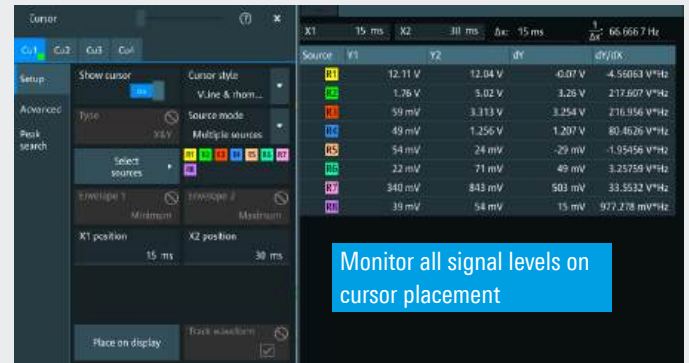 Cursor
Cu1 Cu2 Cu3 Cu4
Setup
Advanced
Peak
search
Show cursor
On
Cursor style
V.line & rhom...
Type
X&Y
Source mode
Multiple sources
Select
sources
R1 R2 R3 R4 R5 R6 R7
R8
Envelope 1
Minimum
Envelope 2
Maximum
X1 position
15 ms
X2 position
30 ms
Place on display
Track waveform
X1 15 ms X2 30 ms Δx: 15 ms 1/Δx: 66.6667 Hz
Source Y1 Y2 dY dY/dX
R1 12.11 V 12.04 V -0.07 V -4.56063 V*Hz
R2 1.76 V 5.02 V 3.26 V 217.607 V*Hz
R3 59 mV 3.313 V 3.254 V 216.956 V*Hz
R4 49 mV 1.256 V 1.207 V 80.4626 V*Hz
R5 54 mV 24 mV -29 mV -1.95456 V*Hz
R6 22 mV 71 mV 49 mV 3.25759 V*Hz
R7 340 mV 843 mV 503 mV 33.5532 V*Hz
R8 39 mV 54 mV 15 mV 977.278 mV*Hz
Monitor all signal levels on
cursor placement